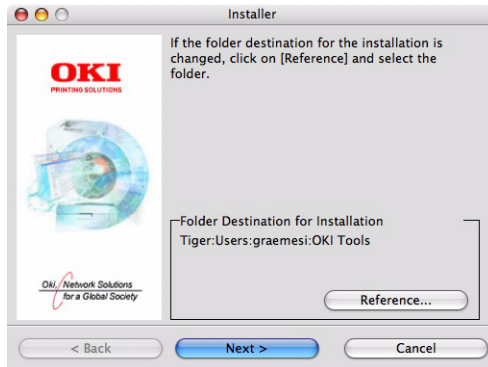 Installer
OKI
PRINTING SOLUTIONS
If the folder destination for the installation is
changed, click on [Reference] and select the
folder.
Folder Destination for Installation
Tiger:Users:graemesi:OKI Tools
Oki, Network Solutions
for a Global Society
Reference...
< Back
Next >
Cancel